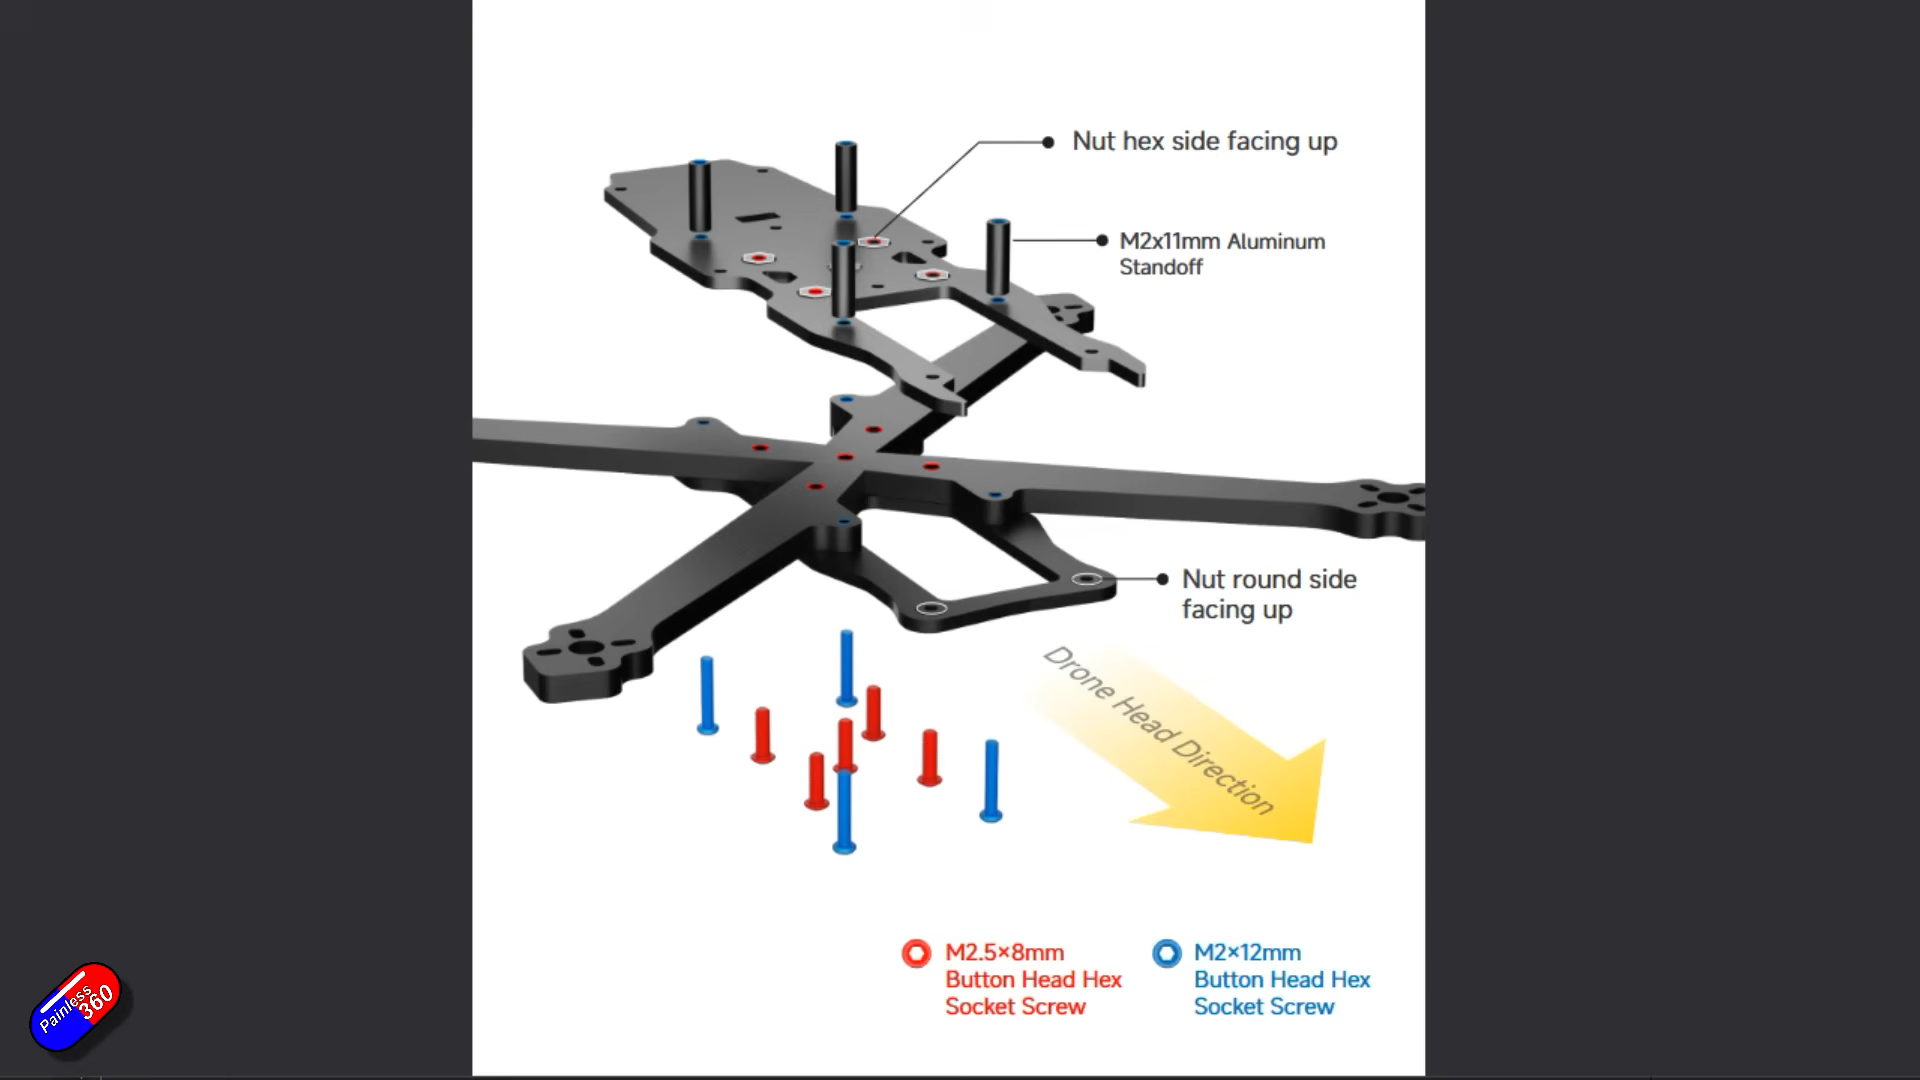 Nut hex side facing up
M2x11mm Aluminum
Standoff
Nut round side
facing up
Drone Head Direction
M2.5×8mm
Button Head Hex
Socket Screw
M2×12mm
Button Head Hex
Socket Screw
Painless
360